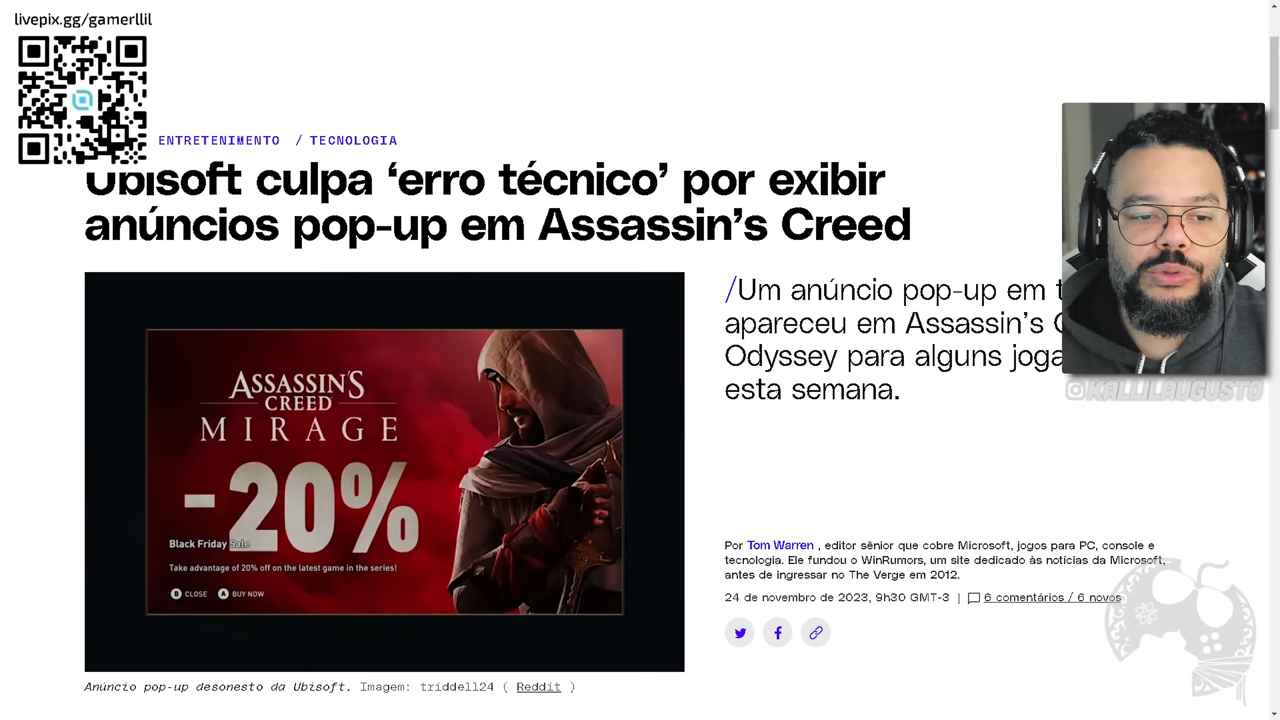 livepix.gg/gamerllil
ENTRETENIMENTO / TECNOLOGIA
Ubisoft culpa ‘erro técnico’ por exibir
anúncios pop-up em Assassin’s Creed
ASSASSIN'S
CREED
MIRAGE
-20%
Black Friday Sale
Take advantage of 20% off on the latest game in the series!
B CLOSE A BUY NOW
Anúncio pop-up desonesto da Ubisoft. Imagem: triddell24 ( Reddit )
/Um anúncio pop-up em
apareceu em Assassin’s
Odyssey para alguns
esta semana.
KALLILAUGUSTO
Por Tom Warren , editor sênior que cobre Microsoft, jogos para PC, console e
tecnologia. Ele fundou o WinRumors, um site dedicado às notícias da Microsoft,
antes de ingressar no The Verge em 2012.
24 de novembro de 2023, 9h30 GMT-3 | 6 comentários / 6 novos